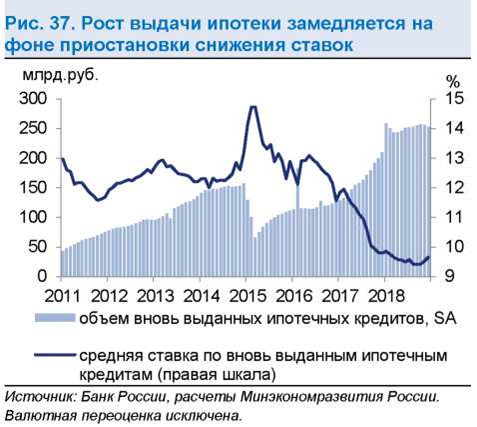 Рис. 37. Рост выдачи ипотеки замедляется на
фоне приостановки снижения ставок
млрд.руб.
%
300
15
250
14
200
13
150
12
100
11
50
10
0
9
2011 2012 2013 2014 2015 2016 2017 2018
объем вновь выданных ипотечных кредитов, SA
средняя ставка по вновь выданным ипотечным
кредитам (правая шкала)
Источник: Банк России, расчеты Минэкономразвития России.
Валютная переоценка исключена.